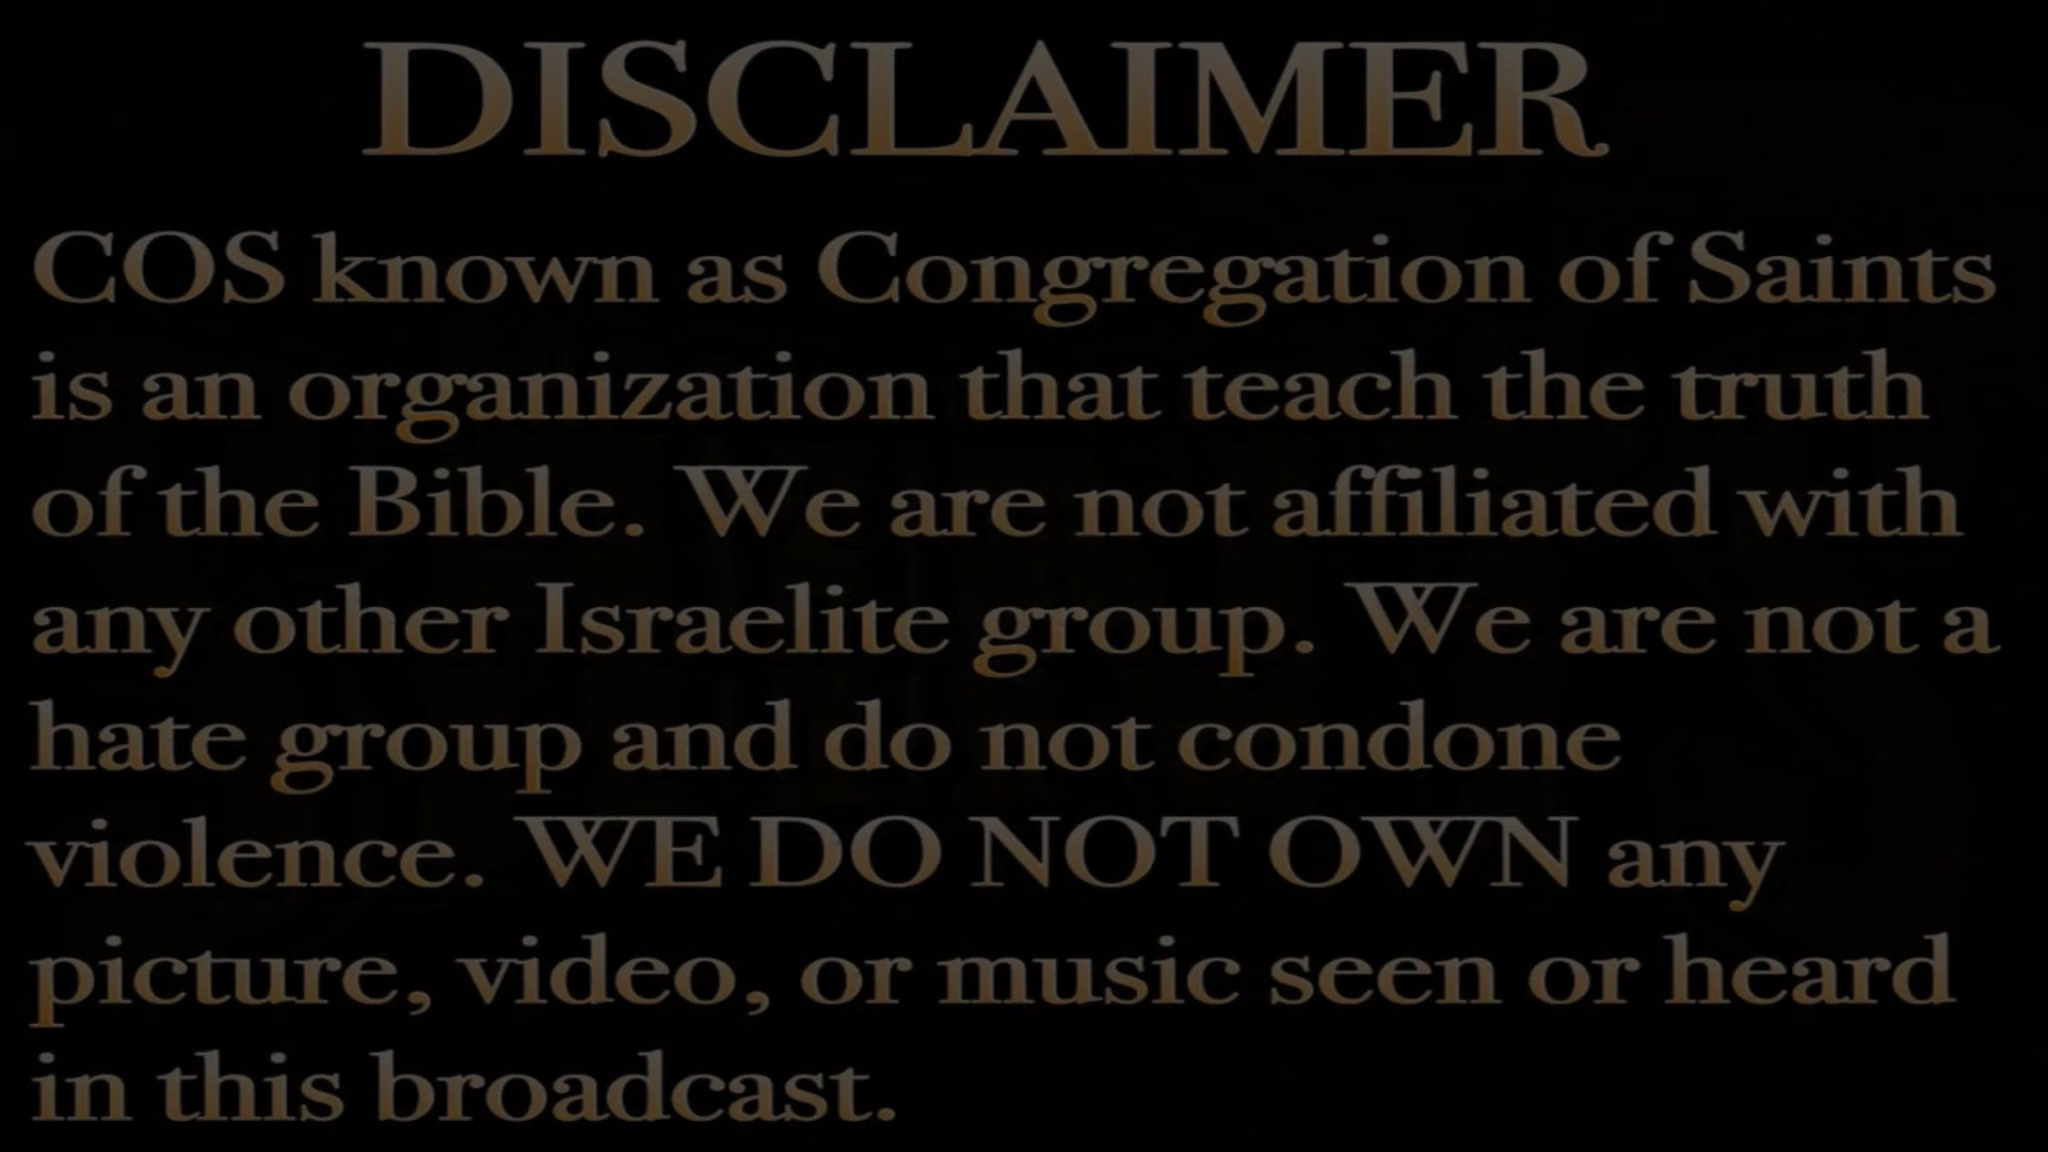 DISCLAIMER
COS known as Congregation of Saints
is an organization that teach the truth
of the Bible. We are not affiliated with
any other Israelite group. We are not a
hate group and do not condone
violence. WE DO NOT OWN any
picture, video, or music seen or heard
in this broadcast.